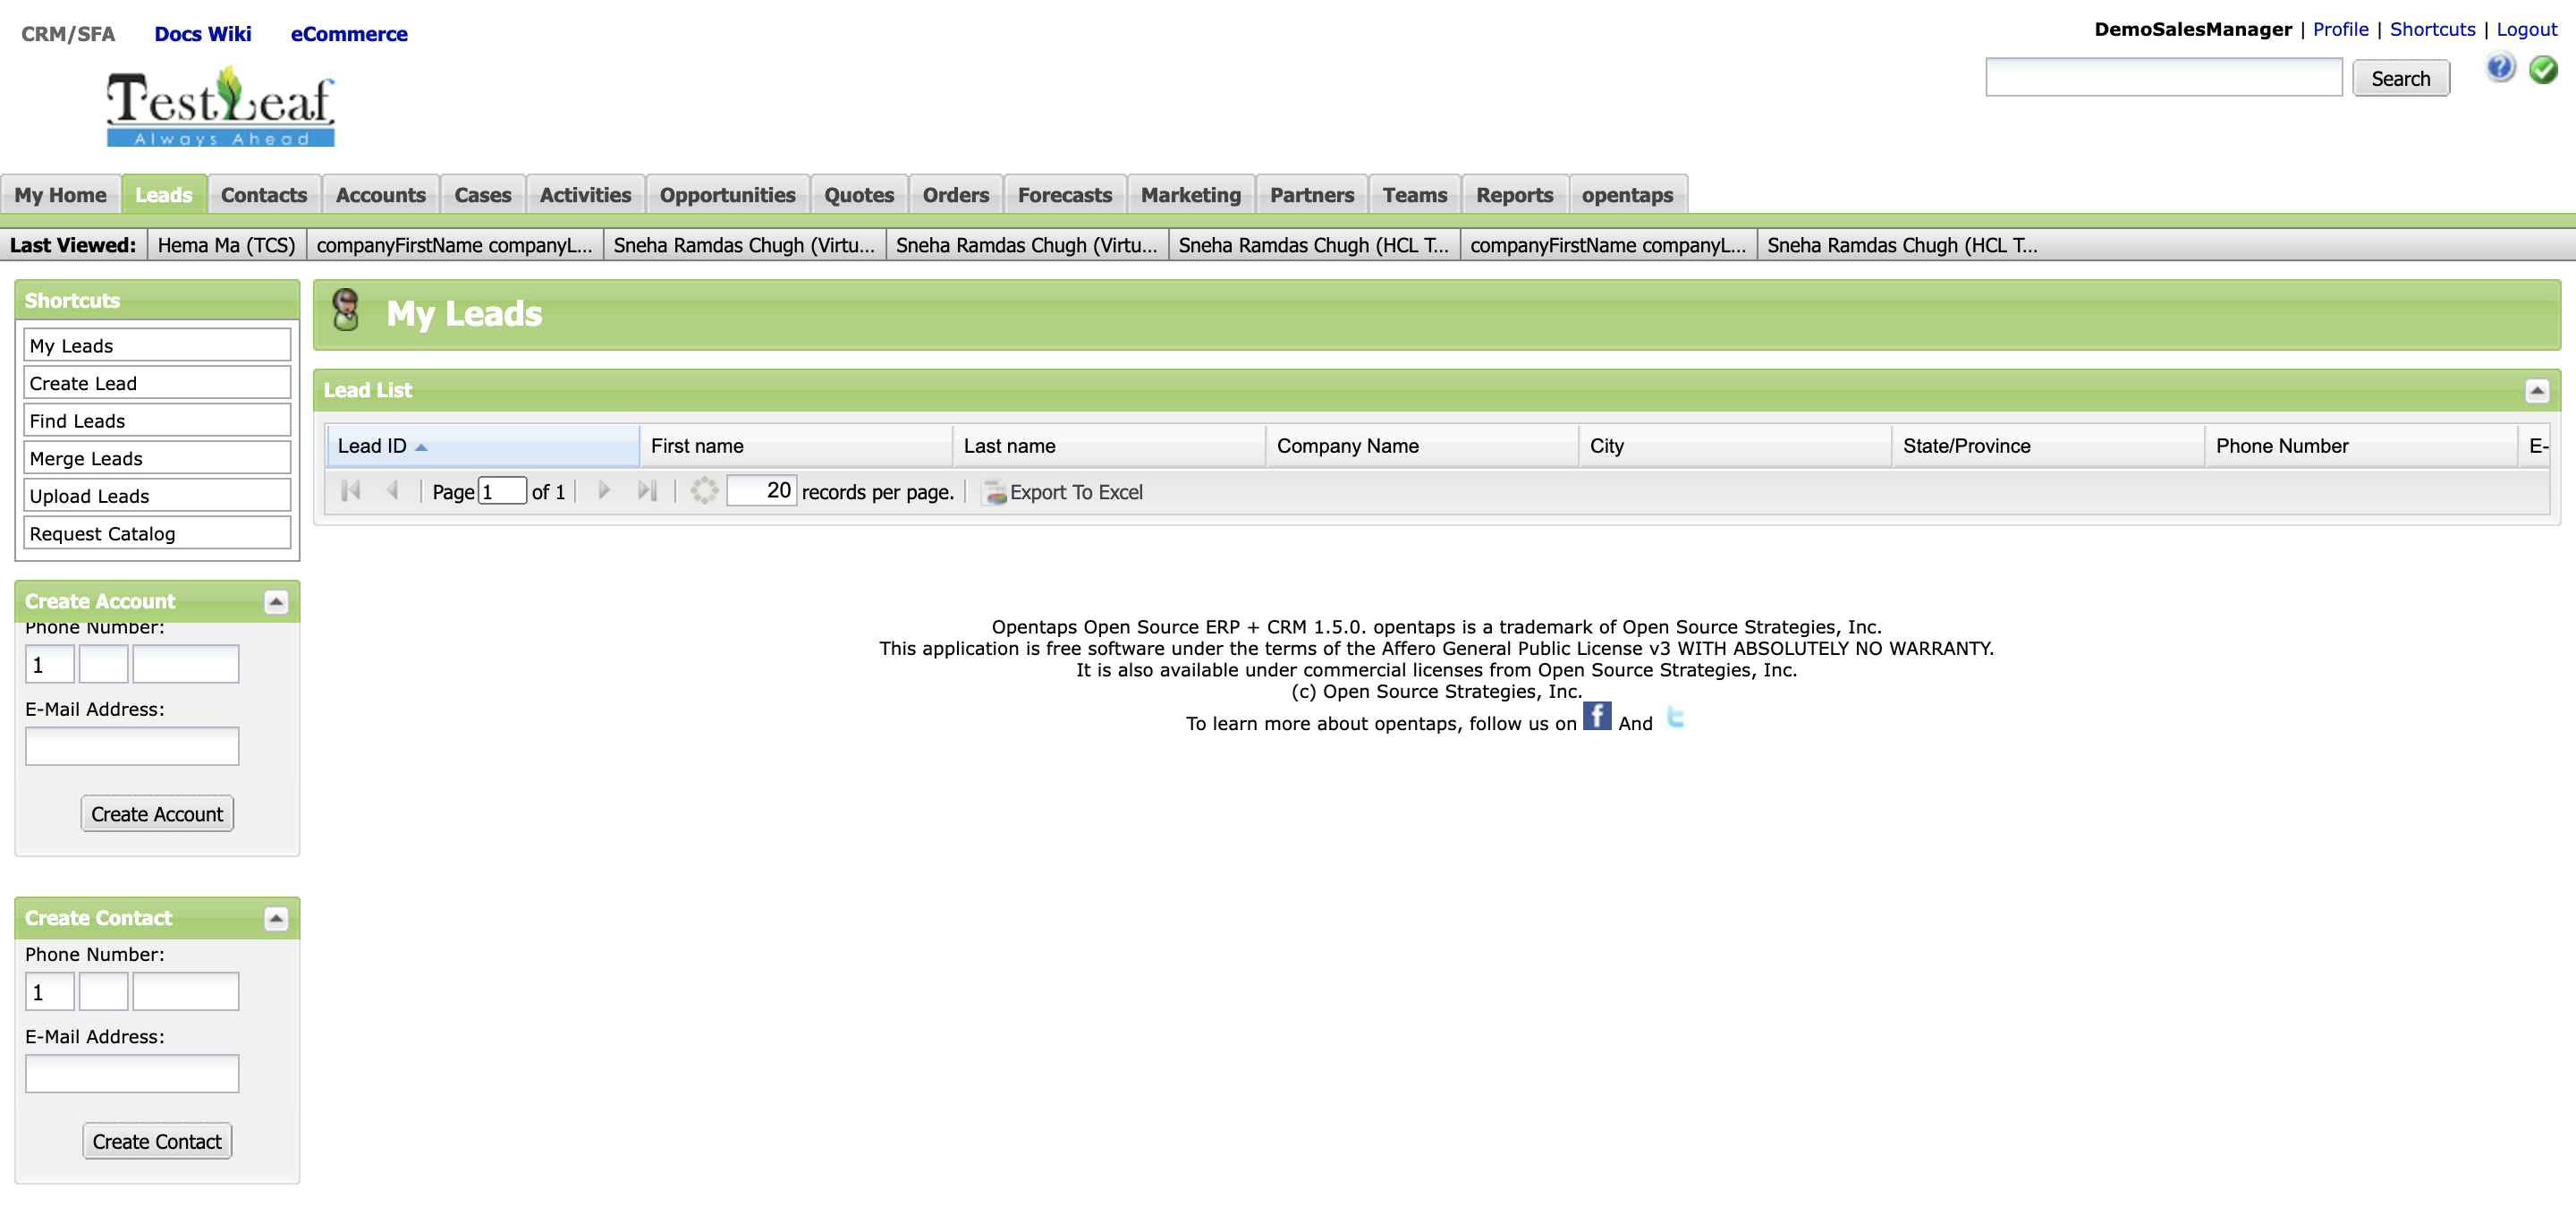 CRM/SFA Docs Wiki eCommerce
DemoSalesManager | Profile | Shortcuts | Logout
Search
TestLeaf
Always Ahead
My Home Leads Contacts Accounts Cases Activities Opportunities Quotes Orders Forecasts Marketing Partners Teams Reports opentaps
Last Viewed: Hema Ma (TCS) companyFirstName companyL... Sneha Ramdas Chugh (Virtu... Sneha Ramdas Chugh (Virtu... Sneha Ramdas Chugh (HCL T... companyFirstName companyL... Sneha Ramdas Chugh (HCL T...
Shortcuts
My Leads
Create Lead
Find Leads
Merge Leads
Upload Leads
Request Catalog
Create Account
Phone Number:
1
E-Mail Address:
Create Account
Create Contact
Phone Number:
1
E-Mail Address:
Create Contact
My Leads
Lead List
Lead ID First name Last name Company Name City State/Province Phone Number E-
Page 1 of 1 20 records per page. Export To Excel
Opentaps Open Source ERP + CRM 1.5.0. opentaps is a trademark of Open Source Strategies, Inc.
This application is free software under the terms of the Affero General Public License v3 WITH ABSOLUTELY NO WARRANTY.
It is also available under commercial licenses from Open Source Strategies, Inc.
(c) Open Source Strategies, Inc.
To learn more about opentaps, follow us on f And t